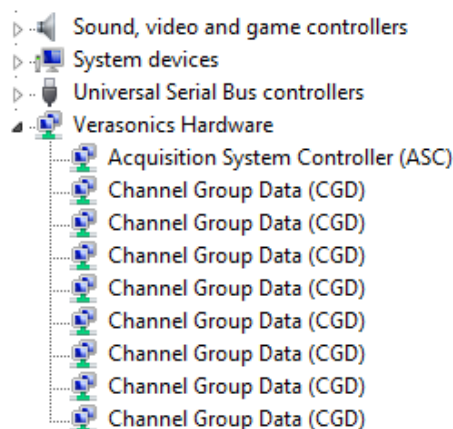 Sound, video and game controllers
System devices
Universal Serial Bus controllers
Verasonics Hardware
Acquisition System Controller (ASC)
Channel Group Data (CGD)
Channel Group Data (CGD)
Channel Group Data (CGD)
Channel Group Data (CGD)
Channel Group Data (CGD)
Channel Group Data (CGD)
Channel Group Data (CGD)
Channel Group Data (CGD)